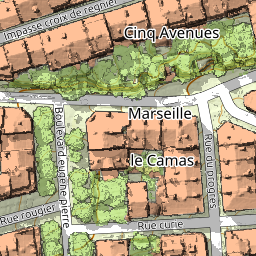 Impasse croix de regnier
Cinq Avenues
Marseille
Boulevard eugène pierre
Rue du progrès
le Camas
Rue rougier
Rue curie